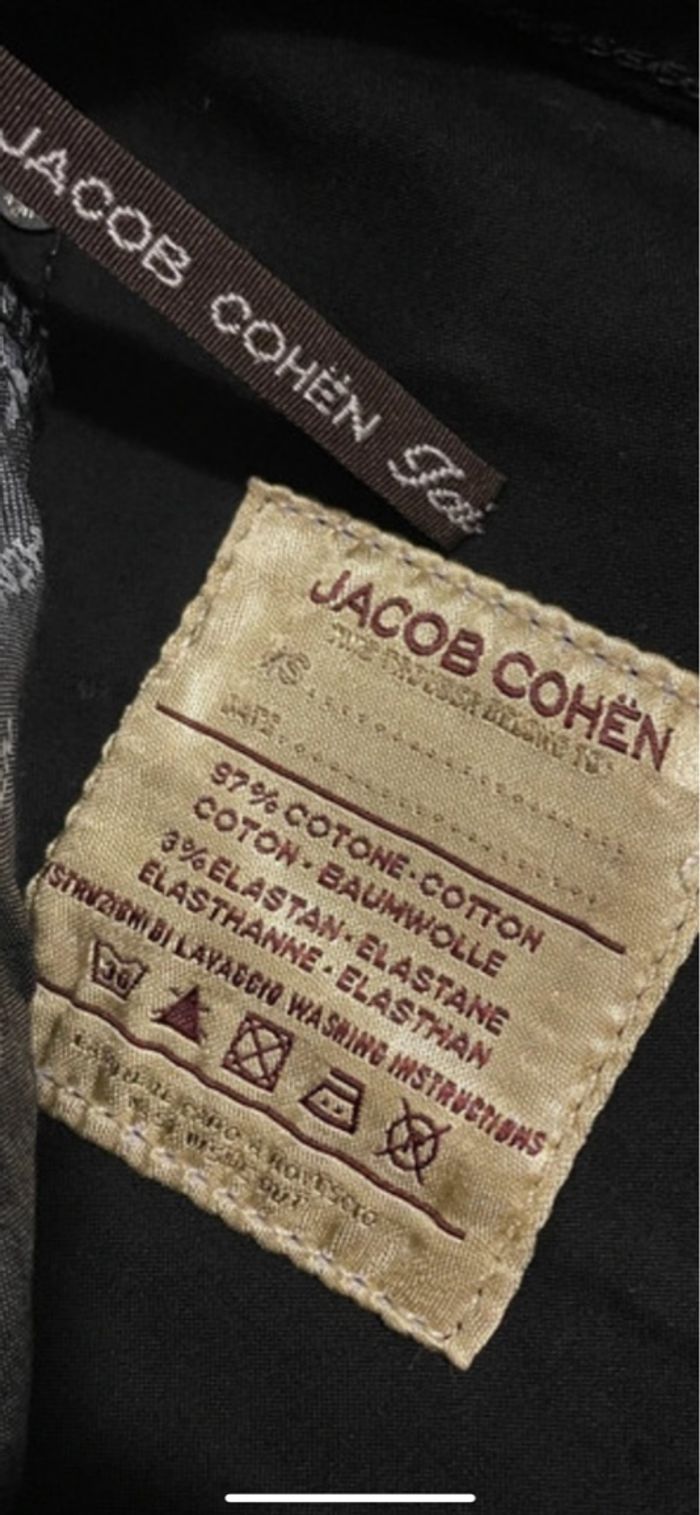 JACOB COHËN
JACOB COHËN
97% COTONE·COTTON
COTON·BAUMWOLLE
3% ELASTAN·ELASTANE
ELASTHANNE·ELASTHAN
ISTRUZIONI DI LAVAGGIO WASHING INSTRUCTIONS
30